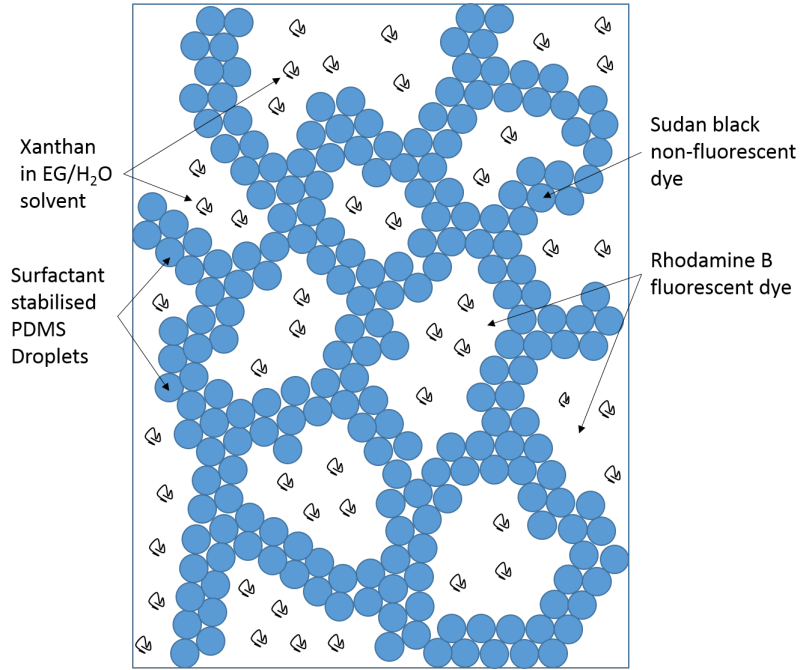 Xanthan
in EG/H₂O
solvent
Surfactant
stabilised
PDMS
Droplets
Sudan black
non-fluorescent
dye
Rhodamine B
fluorescent dye